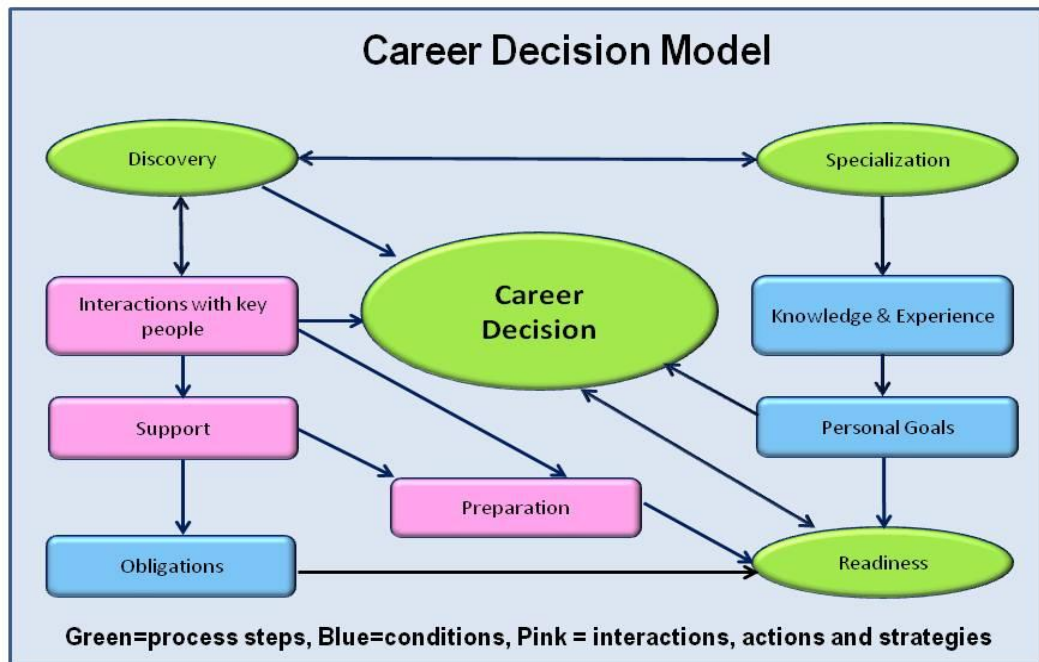 Career Decision Model
Discovery
Specialization
Interactions with key
people
Career
Decision
Knowledge & Experience
Support
Personal Goals
Preparation
Obligations
Readiness
Green=process steps, Blue=conditions, Pink = interactions, actions and strategies